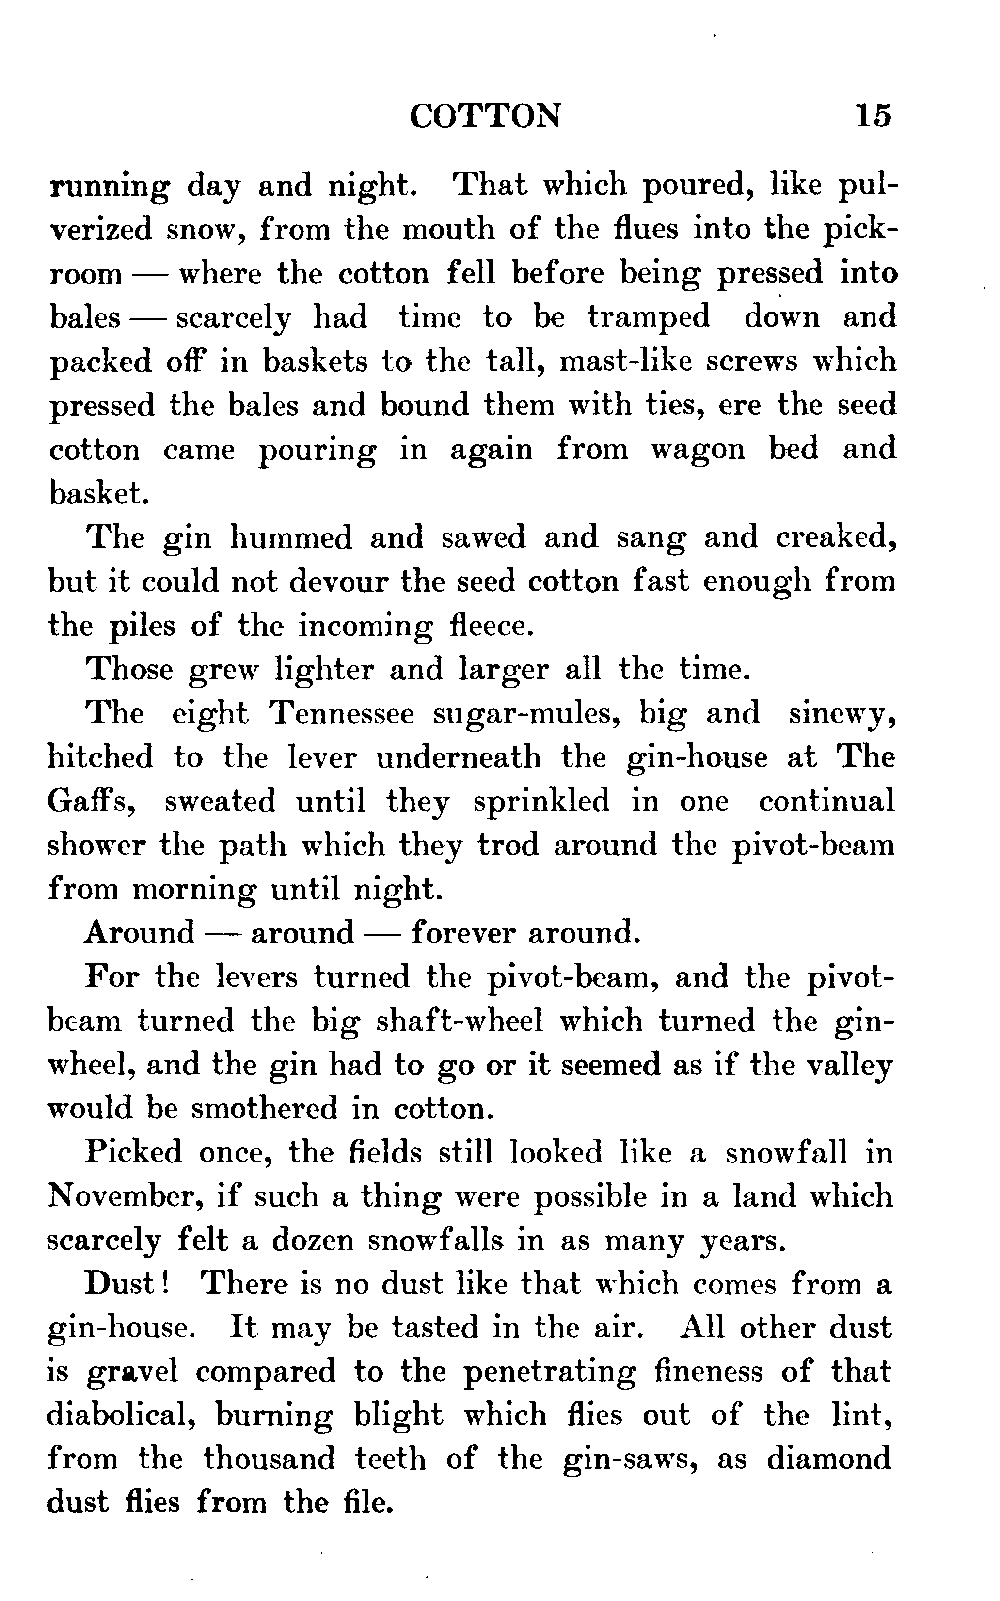 COTTON 15
running day and night. That which poured, like pul-
verized snow, from the mouth of the flues into the pick-
room — where the cotton fell before being pressed into
bales — scarcely had time to be tramped down and
packed off in baskets to the tall, mast-like screws which
pressed the bales and bound them with ties, ere the seed
cotton came pouring in again from wagon bed and
basket.
The gin hummed and sawed and sang and creaked,
but it could not devour the seed cotton fast enough from
the piles of the incoming fleece.
Those grew lighter and larger all the time.
The eight Tennessee sugar-mules, big and sinewy,
hitched to the lever underneath the gin-house at The
Gaffs, sweated until they sprinkled in one continual
shower the path which they trod around the pivot-beam
from morning until night.
Around — around — forever around.
For the levers turned the pivot-beam, and the pivot-
beam turned the big shaft-wheel which turned the gin-
wheel, and the gin had to go or it seemed as if the valley
would be smothered in cotton.
Picked once, the fields still looked like a snowfall in
November, if such a thing were possible in a land which
scarcely felt a dozen snowfalls in as many years.
Dust! There is no dust like that which comes from a
gin-house. It may be tasted in the air. All other dust
is gravel compared to the penetrating fineness of that
diabolical, burning blight which flies out of the lint,
from the thousand teeth of the gin-saws, as diamond
dust flies from the file.